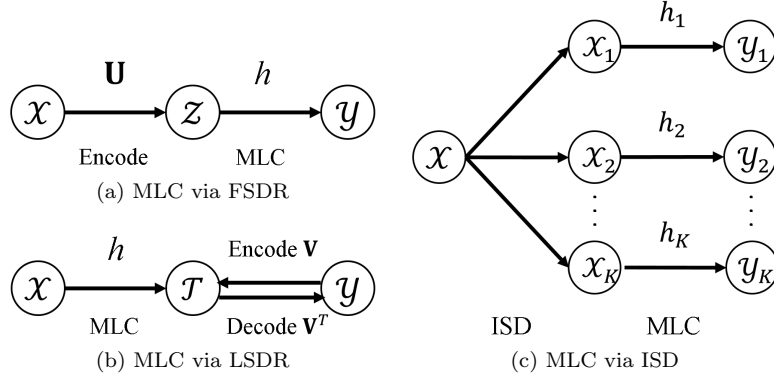 𝐔 h
𝒳 𝒵 𝒴
Encode MLC
(a) MLC via FSDR
h Encode 𝐕
𝒳 𝒯 𝒴
MLC Decode 𝐕ᵀ
(b) MLC via LSDR
h₁
𝒳₁ 𝒴₁
h₂
𝒳 𝒳₂ 𝒴₂
h_K
𝒳_K 𝒴_K
ISD MLC
(c) MLC via ISD